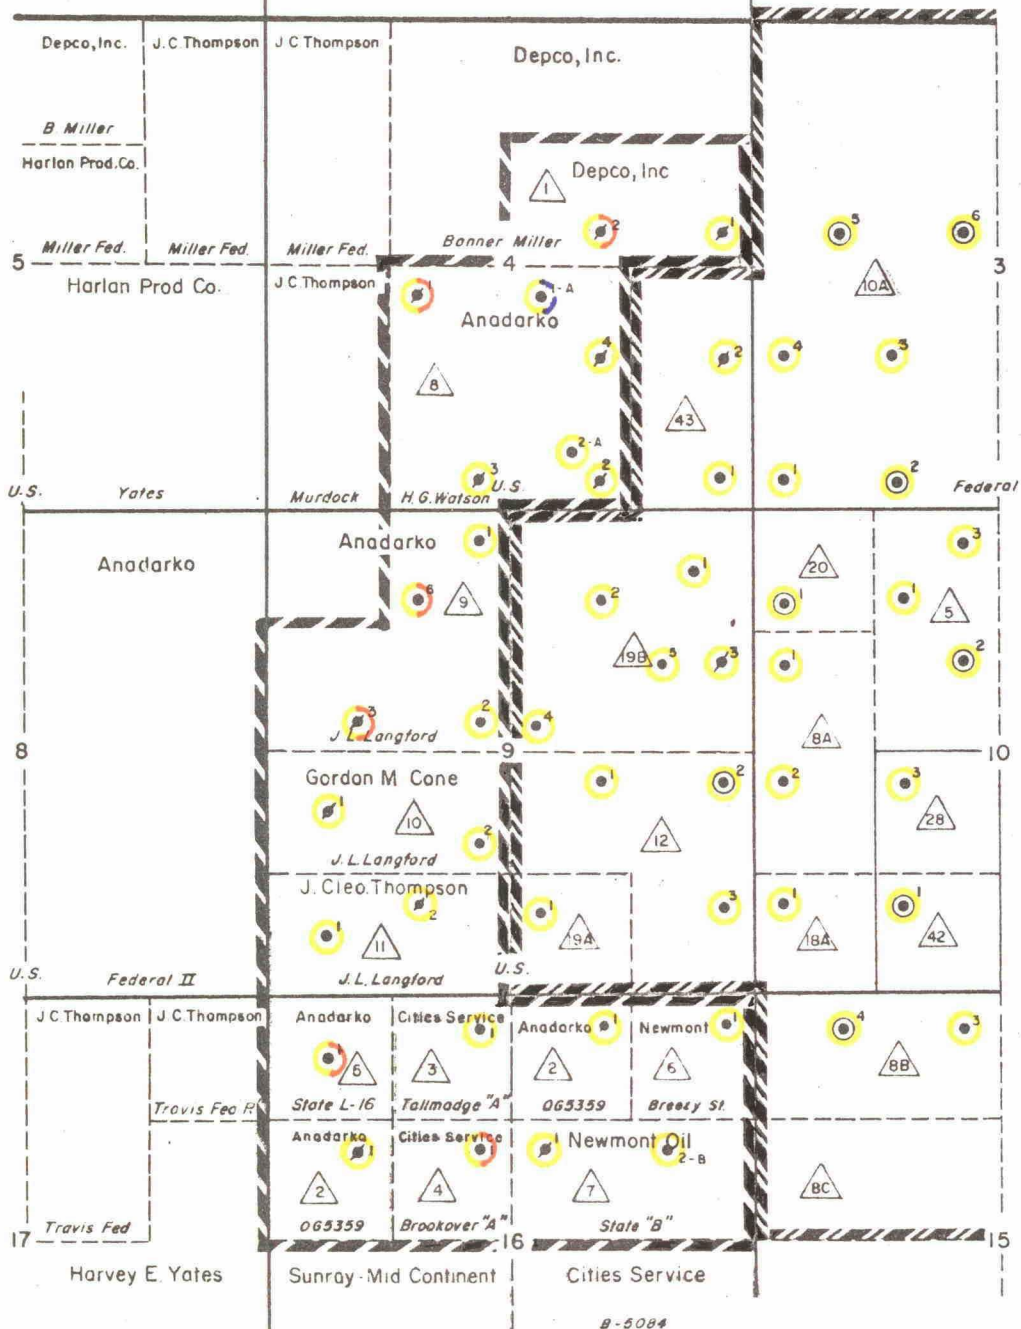 Depco, Inc.
J.C. Thompson
J C Thompson
Depco, Inc.
B. Miller
Harlan Prod. Co.
Depco, Inc
1
2
1
5
6
Miller Fed.
Miller Fed.
Miller Fed.
Bonner Miller
5
4
3
Harlan Prod Co.
J.C. Thompson
10A
1
1-A
Anadarko
4
2
4
3
8
43
2-A
3
2
1
1
2
U.S.
Yates
Murdock
H. G. Watson
U.S.
Federal
Anadarko
Anadarko
1
1
3
20
6
9
2
1
1
5
19B
5
3
1
2
3
2
4
8A
J. L. Langford
8
9
10
Gordon M Cone
1
2
2
3
1
10
12
28
2
J. L. Langford
J. Cleo. Thompson
2
1
3
1
1
1
11
19A
18A
42
U.S.
Federal II
J. L. Langford
U.S.
J C Thompson
J. C. Thompson
Anadarko
Cities Service
1
Anadarko
1
Newmont
1
4
3
1
5
3
2
6
8B
Travis Fed
State L-16
Tallmadge "A"
OG5359
Breezy St.
Anadarko
1
Cities Service
1
1
Newmont Oil
2-B
2
4
7
8C
Travis Fed
OG5359
Brookover "A"
State "B"
17
16
15
Harvey E. Yates
Sunray-Mid Continent
Cities Service
B-5084